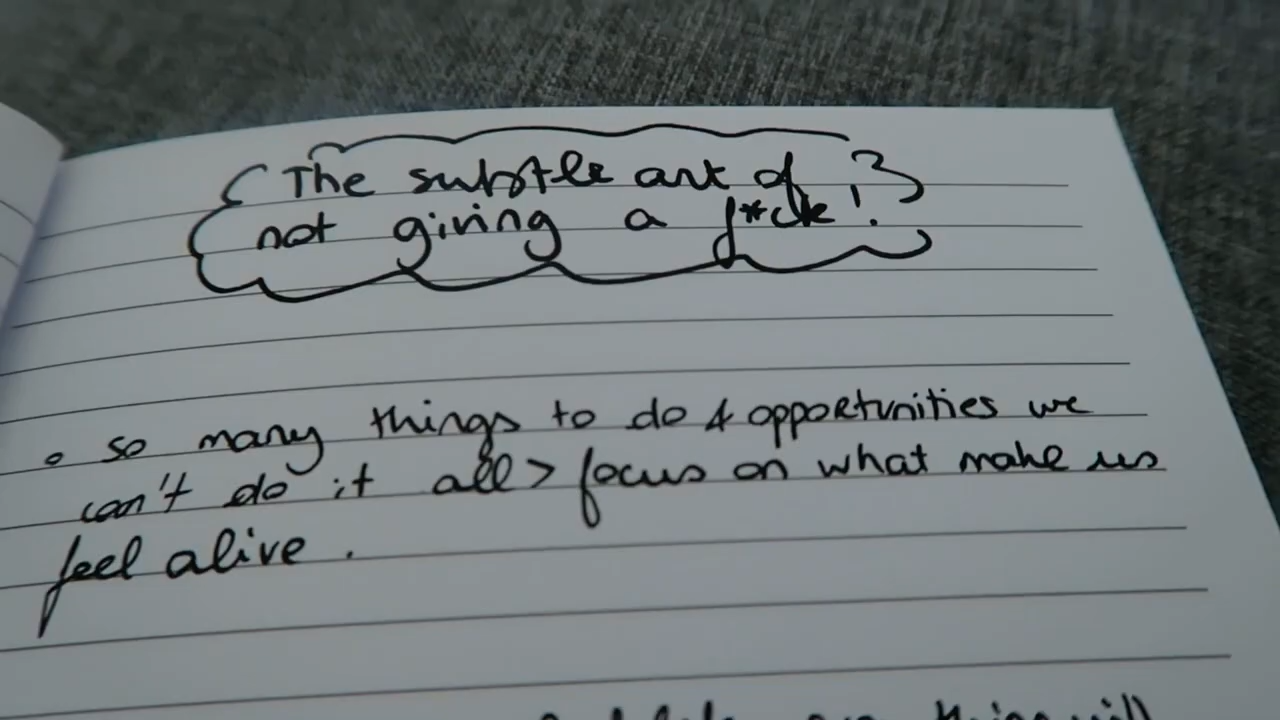 The subtle art of
not giving a f*ck !
• so many things to do & opportunities we
can't do it all > focus on what make us
feel alive .